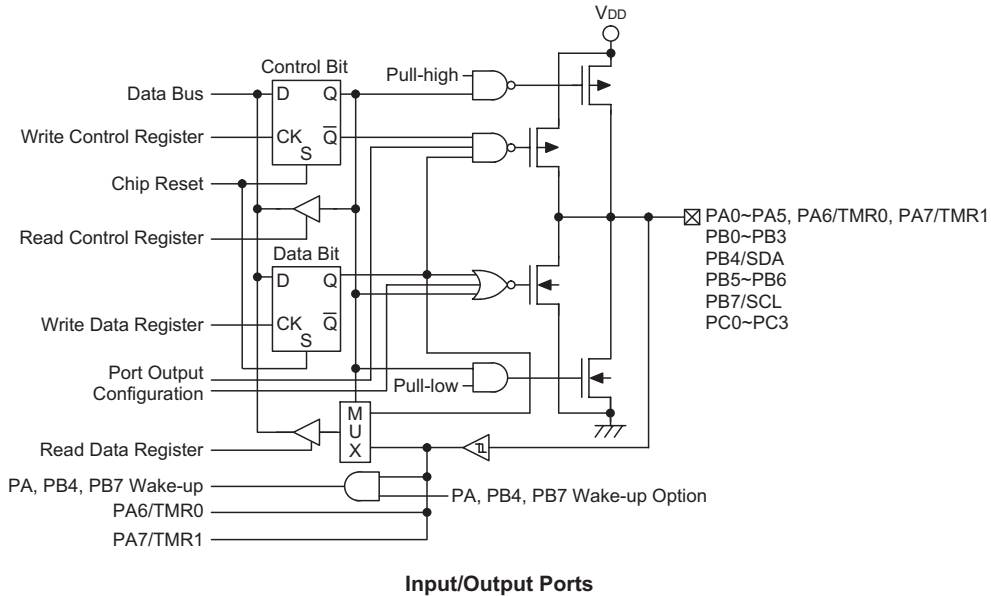 VDD
Control Bit
Pull-high
Data Bus
D
Q
Write Control Register
CK
Q
S
Chip Reset
Read Control Register
PA0~PA5, PA6/TMR0, PA7/TMR1
PB0~PB3
PB4/SDA
PB5~PB6
PB7/SCL
PC0~PC3
Data Bit
D
Q
Write Data Register
CK
Q
S
Port Output
Configuration
Pull-low
M
U
X
Read Data Register
PA, PB4, PB7 Wake-up
PA, PB4, PB7 Wake-up Option
PA6/TMR0
PA7/TMR1
Input/Output Ports